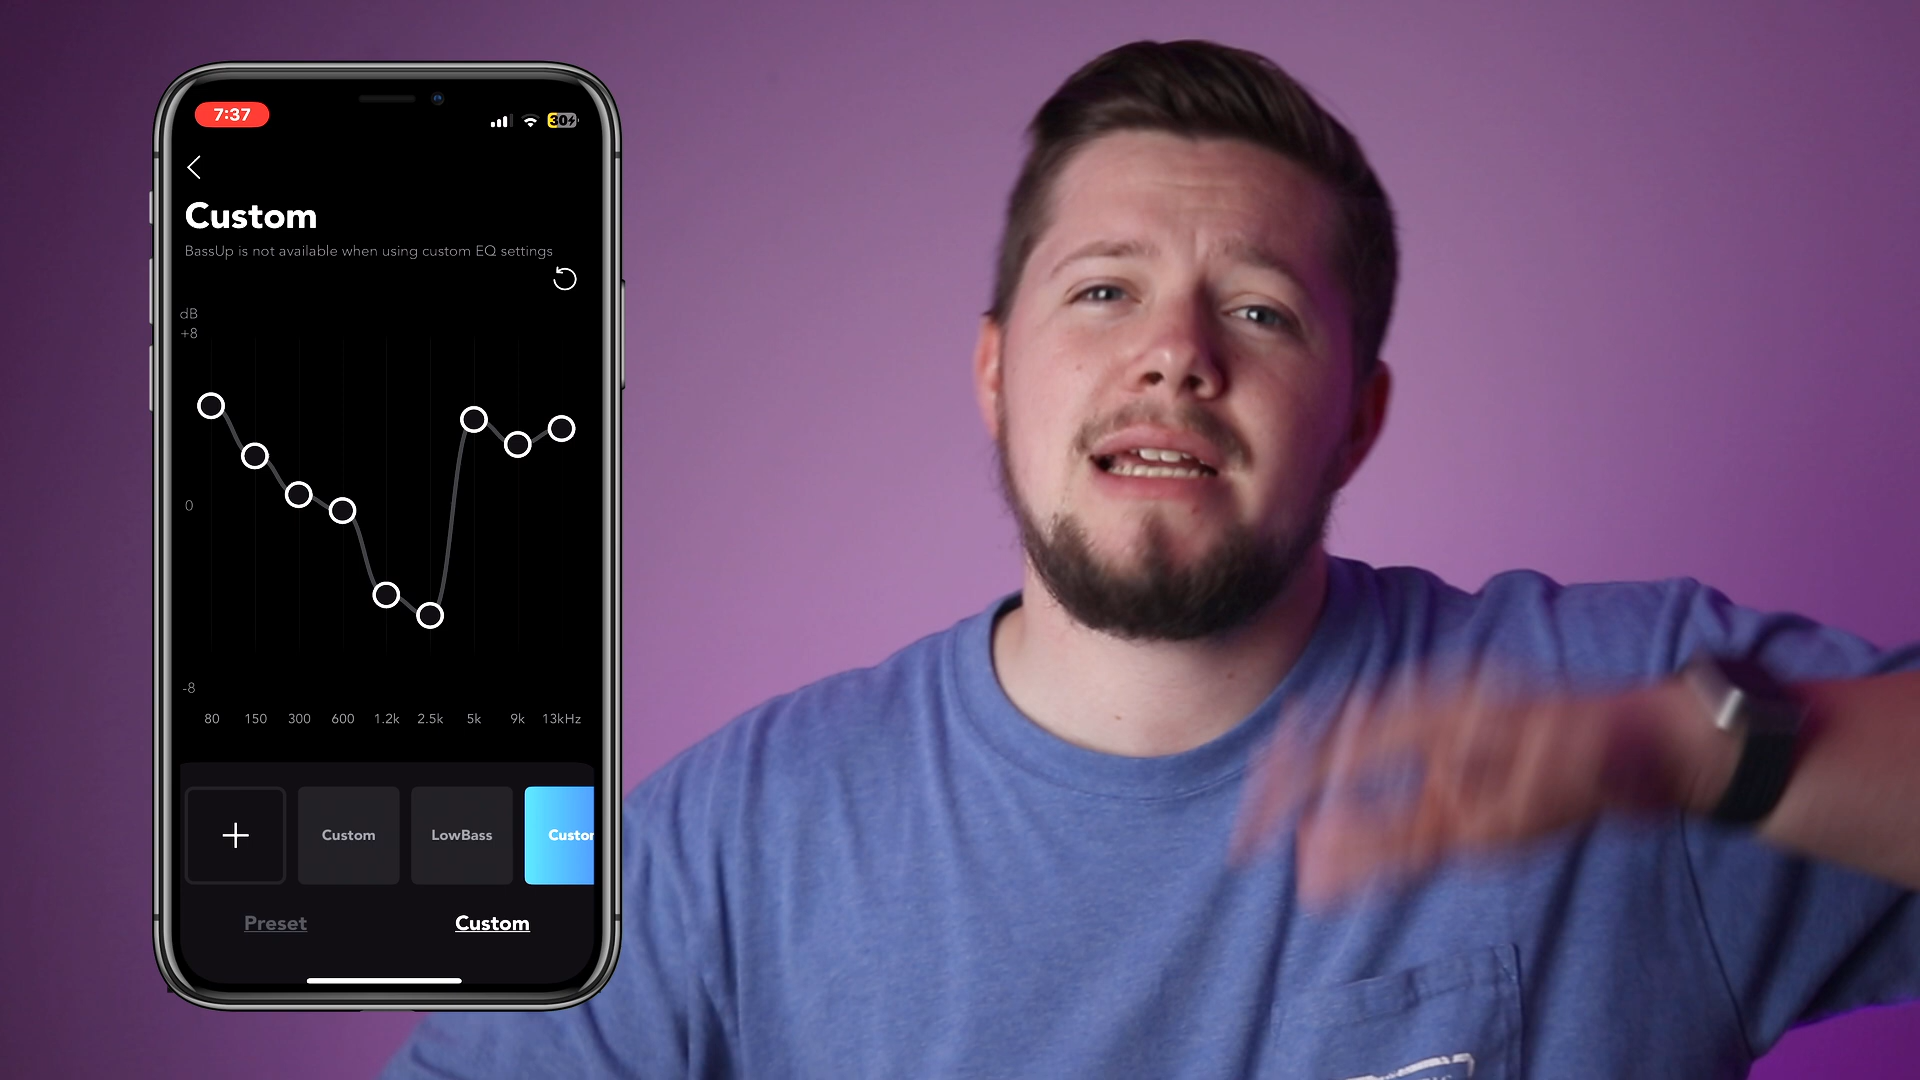 7:37
30
Custom
BassUp is not available when using custom EQ settings
dB
+8
0
-8
80 150 300 600 1.2k 2.5k 5k 9k 13kHz
+
Custom LowBass Custom
Preset Custom